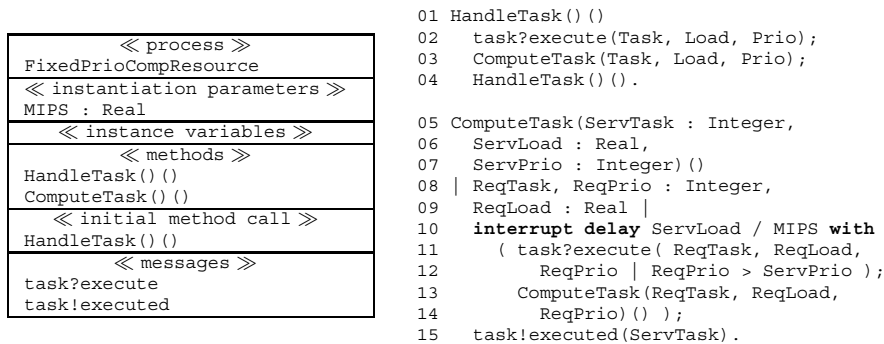 ≪ process ≫
FixedPrioCompResource
≪ instantiation parameters ≫
MIPS : Real
≪ instance variables ≫
≪ methods ≫
HandleTask()()
ComputeTask()()
≪ initial method call ≫
HandleTask()()
≪ messages ≫
task?execute
task!executed
01 HandleTask()()
02   task?execute(Task, Load, Prio);
03   ComputeTask(Task, Load, Prio);
04   HandleTask()().
05 ComputeTask(ServTask : Integer,
06   ServLoad : Real,
07   ServPrio : Integer)()
08 | ReqTask, ReqPrio : Integer,
09   ReqLoad : Real |
10   interrupt delay ServLoad / MIPS with
11     ( task?execute( ReqTask, ReqLoad,
12         ReqPrio | ReqPrio > ServPrio );
13       ComputeTask(ReqTask, ReqLoad,
14         ReqPrio)() );
15   task!executed(ServTask).